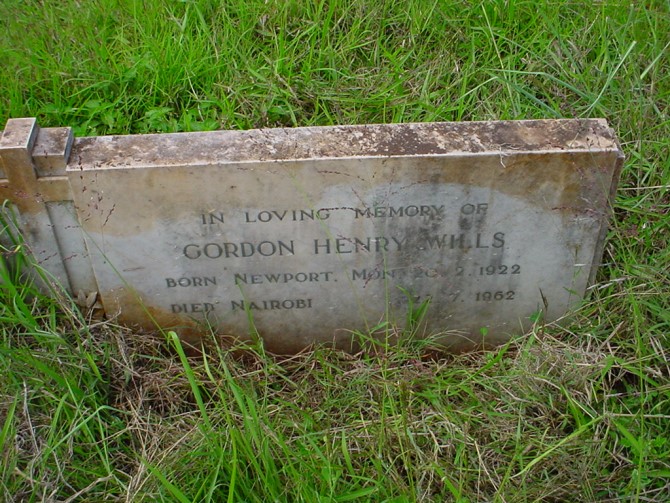 IN LOVING MEMORY OF
GORDON HENRY WILLS
BORN NEWPORT, MON 20. 2. 1922
DIED NAIROBI 7. 1962